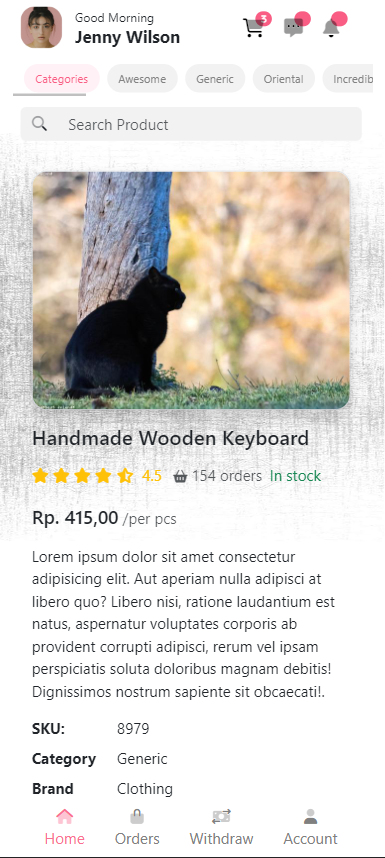 Good Morning
Jenny Wilson
3
Categories Awesome Generic Oriental Incredib
Search Product
Handmade Wooden Keyboard
4.5 154 orders In stock
Rp. 415,00 /per pcs
Lorem ipsum dolor sit amet consectetur
adipisicing elit. Aut aperiam nulla adipisci at
libero quo? Libero nisi, ratione laudantium est
natus, aspernatur voluptates corporis ab
provident corrupti adipisci, rerum vel ipsam
perspiciatis soluta doloribus magnam debitis!
Dignissimos nostrum sapiente sit obcaecati!.
SKU: 8979
Category Generic
Brand Clothing
Home Orders Withdraw Account